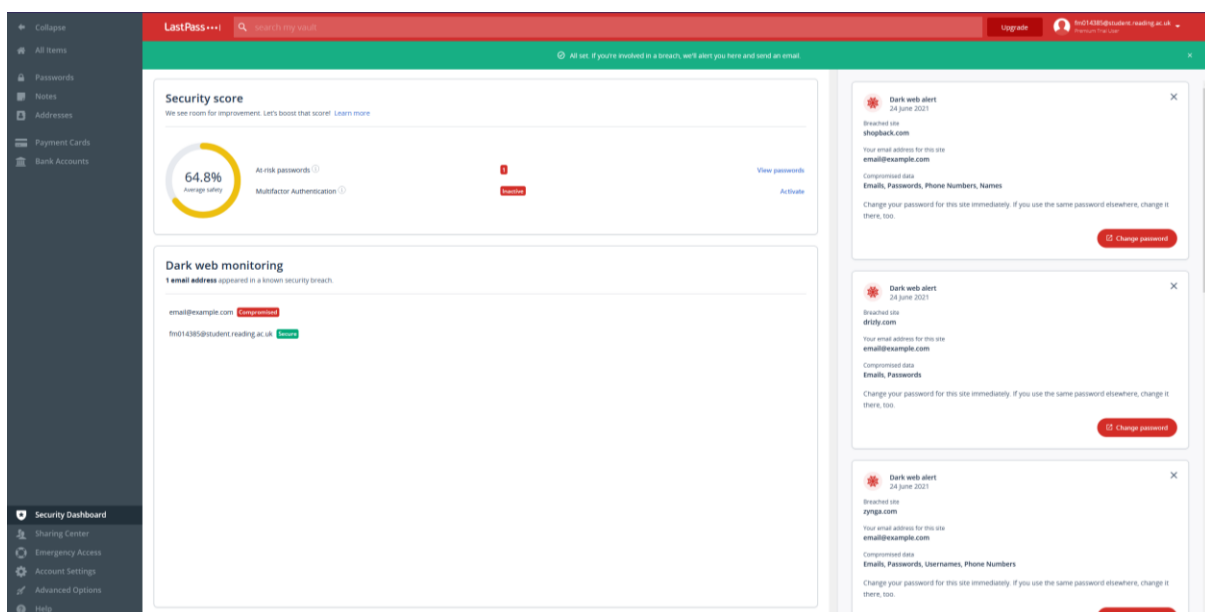 Collapse
All Items
Passwords
Notes
Addresses
Payment Cards
Bank Accounts
Security Dashboard
Sharing Center
Emergency Access
Account Settings
Advanced Options
Help
LastPass
search my vault
Upgrade
fm014385@student.reading.ac.uk
Premium Trial User
All set. If you're involved in a breach, we'll alert you here and send an email.
Security score
We see room for improvement. Let's boost that score! Learn more
64.8%
Average safety
At-risk passwords 1 View passwords
Multifactor Authentication Inactive Activate
Dark web monitoring
1 email address appeared in a known security breach.
email@example.com Compromised
fm014385@student.reading.ac.uk Secure
Dark web alert
24 June 2021
Breached site
shopback.com
Your email address for this site
email@example.com
Compromised data
Emails, Passwords, Phone Numbers, Names
Change your password for this site immediately. If you use the same password elsewhere, change it
there, too.
Change password
Dark web alert
24 June 2021
Breached site
drizly.com
Your email address for this site
email@example.com
Compromised data
Emails, Passwords
Change your password for this site immediately. If you use the same password elsewhere, change it
there, too.
Change password
Dark web alert
24 June 2021
Breached site
zynga.com
Your email address for this site
email@example.com
Compromised data
Emails, Passwords, Usernames, Phone Numbers
Change your password for this site immediately. If you use the same password elsewhere, change it
there, too.